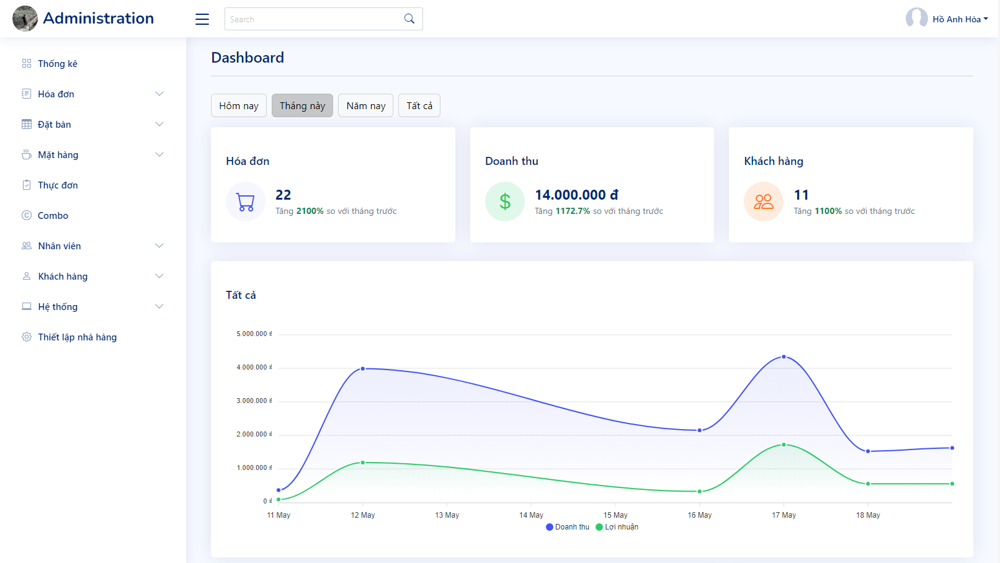 Administration
Search
Hồ Anh Hòa
Thống kê
Hóa đơn
Đặt bàn
Mặt hàng
Thực đơn
Combo
Nhân viên
Khách hàng
Hệ thống
Thiết lập nhà hàng
Dashboard
Hôm nay Tháng này Năm nay Tất cả
Hóa đơn
22
Tăng 2100% so với tháng trước
Doanh thu
$
14.000.000 đ
Tăng 1172.7% so với tháng trước
Khách hàng
11
Tăng 1100% so với tháng trước
Tất cả
5.000.000 ₫
4.000.000 ₫
3.000.000 ₫
2.000.000 ₫
1.000.000 ₫
0 ₫
11 May 12 May 13 May 14 May 15 May 16 May 17 May 18 May
Doanh thu Lợi nhuận